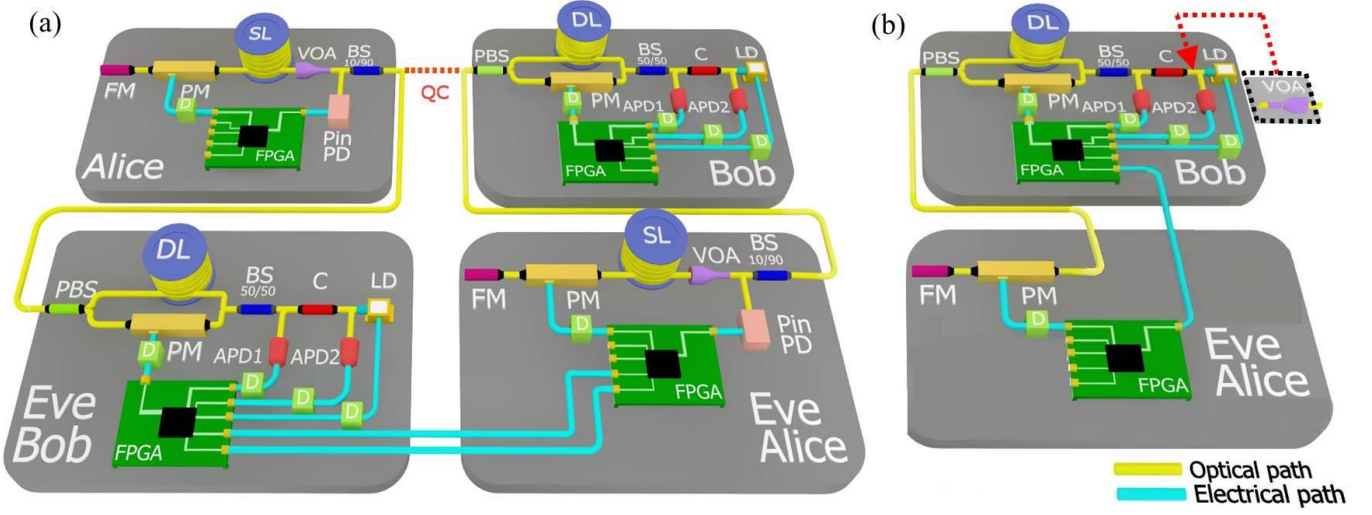 (a)
SL
VOA
BS
10/90
FM
PM
D
FPGA
Pin
PD
Alice
QC
DL
PBS
BS
50/50
C
LD
D
PM
APD1
APD2
D
D
D
FPGA
Bob
DL
PBS
BS
50/50
C
LD
D
PM
APD1
APD2
D
D
D
FPGA
Eve
Bob
SL
VOA
BS
10/90
FM
PM
D
FPGA
Pin
PD
Eve
Alice
(b)
DL
PBS
BS
50/50
C
LD
VOA
D
PM
APD1
APD2
D
D
D
FPGA
Bob
FM
PM
D
FPGA
Eve
Alice
Optical path
Electrical path